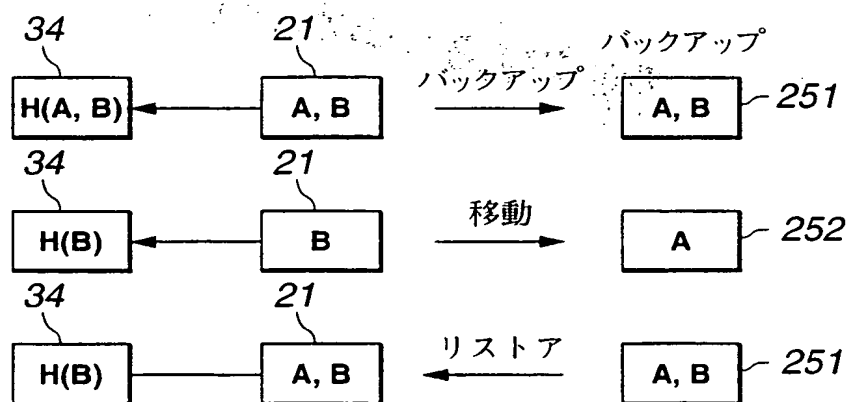 34 21 バックアップ
バックアップ
H(A, B) A, B A, B 251
34 21
移動
H(B) B A 252
34 21
リストア
H(B) A, B A, B 251